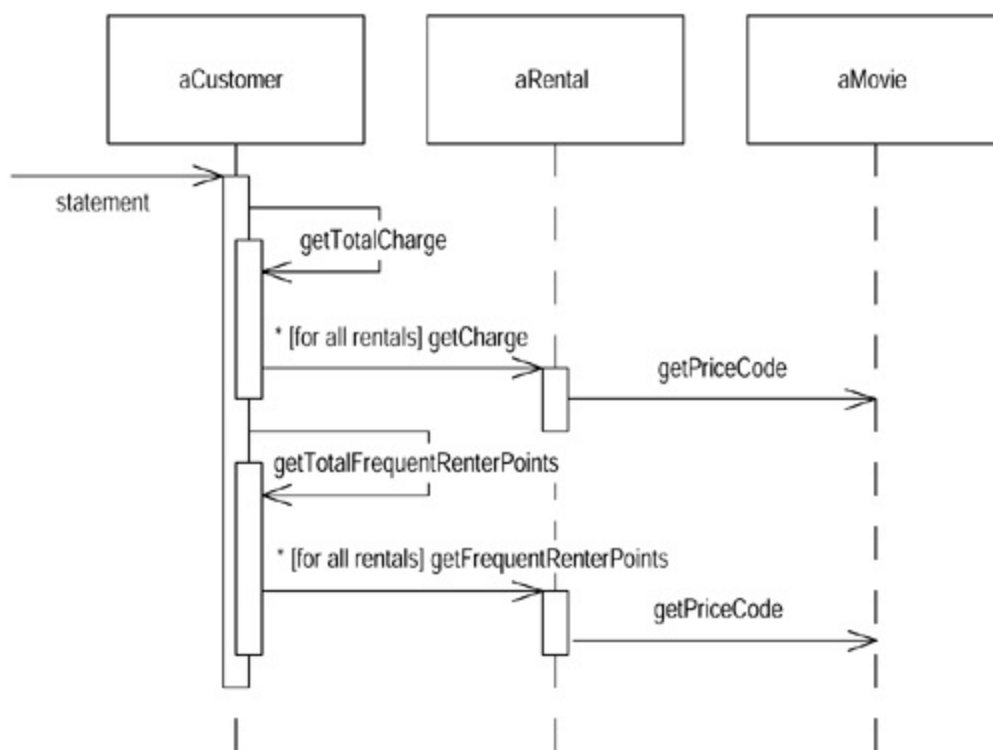 aCustomer
aRental
aMovie
statement
getTotalCharge
* [for all rentals] getCharge
getPriceCode
getTotalFrequentRenterPoints
* [for all rentals] getFrequentRenterPoints
getPriceCode